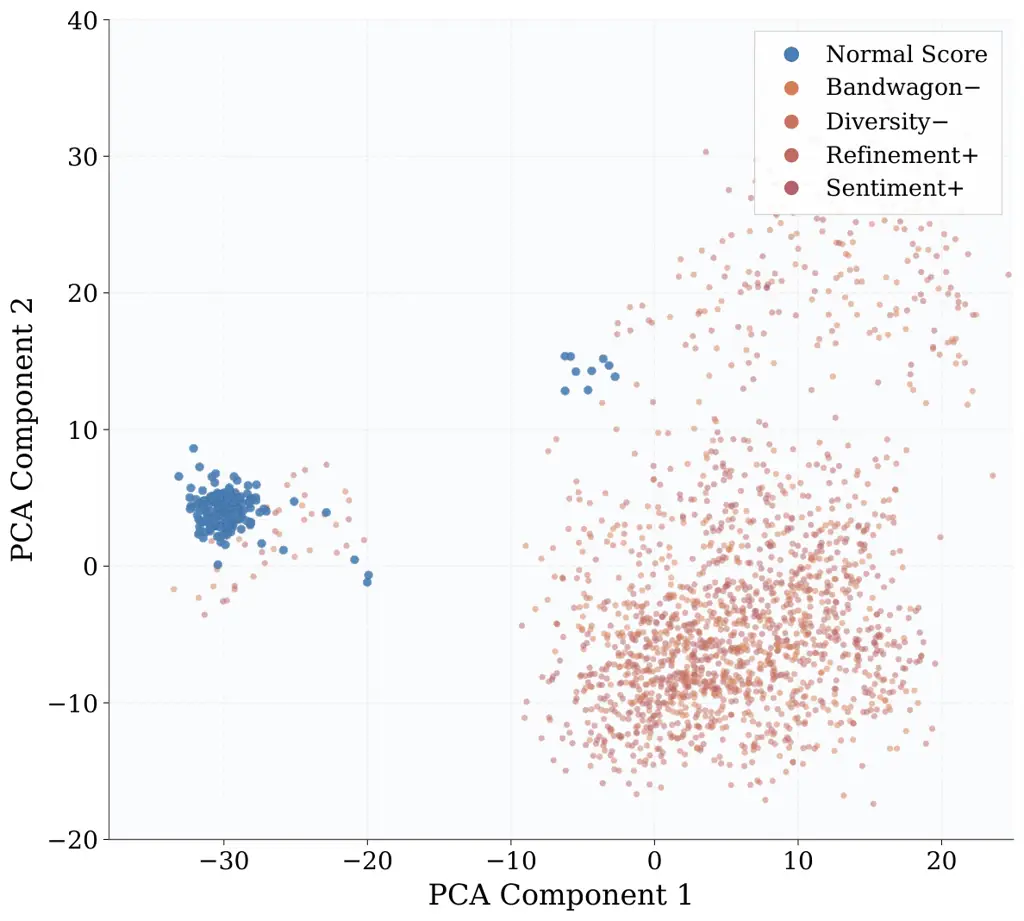 40
30
20
10
0
−10
−20
−30
−20
−10
0
10
20
PCA Component 1
PCA Component 2
Normal Score
Bandwagon−
Diversity−
Refinement+
Sentiment+